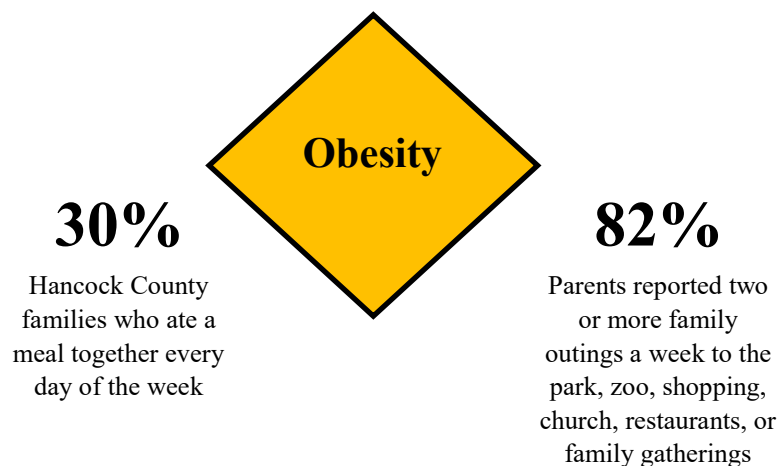 Obesity
30%
Hancock County
families who ate a
meal together every
day of the week
82%
Parents reported two
or more family
outings a week to the
park, zoo, shopping,
church, restaurants, or
family gatherings